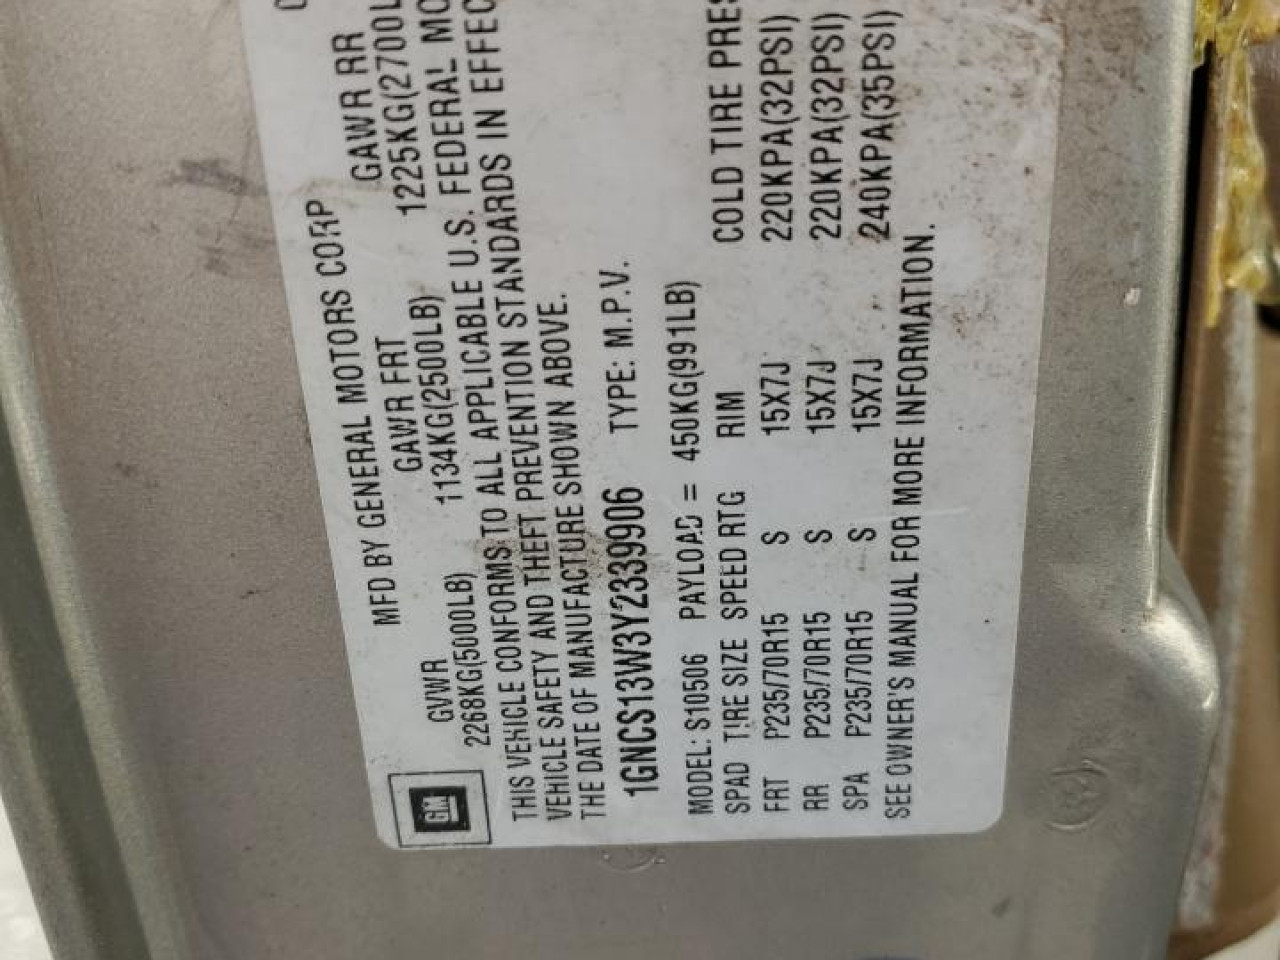 MFD BY GENERAL MOTORS CORP
GVWR GAWR FRT GAWR RR
2268KG(5000LB) 1134KG(2500LB) 1225KG(2700L
THIS VEHICLE CONFORMS TO ALL APPLICABLE U.S. FEDERAL MO
VEHICLE SAFETY AND THEFT PREVENTION STANDARDS IN EFFEC
THE DATE OF MANUFACTURE SHOWN ABOVE.
1GNCS13W3Y2339906 TYPE: M.P.V.
MODEL: S10506 PAYLOAD = 450KG(991LB)
SPAD TIRE SIZE SPEED RTG RIM COLD TIRE PRES
FRT P235/70R15 S 15X7J 220KPA(32PSI)
RR P235/70R15 S 15X7J 220KPA(32PSI)
SPA P235/70R15 S 15X7J 240KPA(35PSI)
SEE OWNER'S MANUAL FOR MORE INFORMATION.
GM